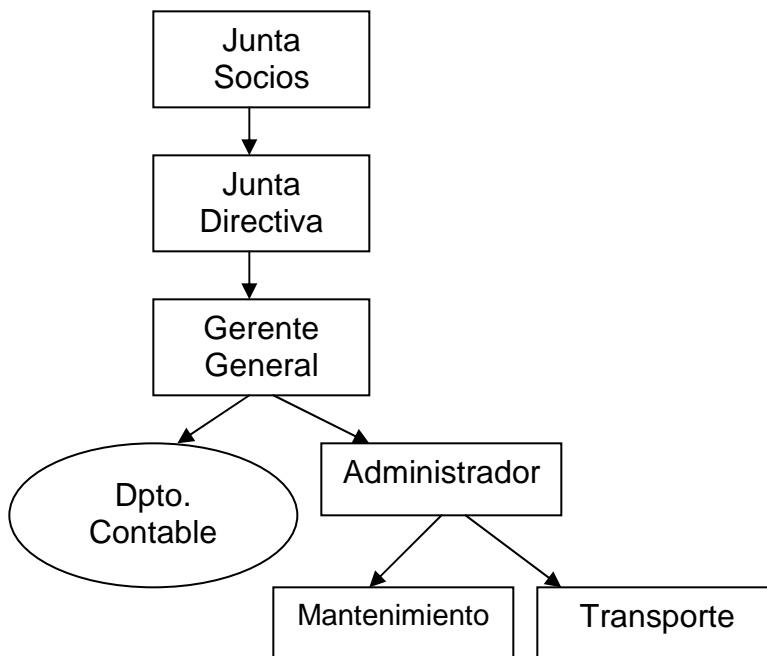 Junta
Socios
Junta
Directiva
Gerente
General
Dpto.
Contable
Administrador
Mantenimiento
Transporte